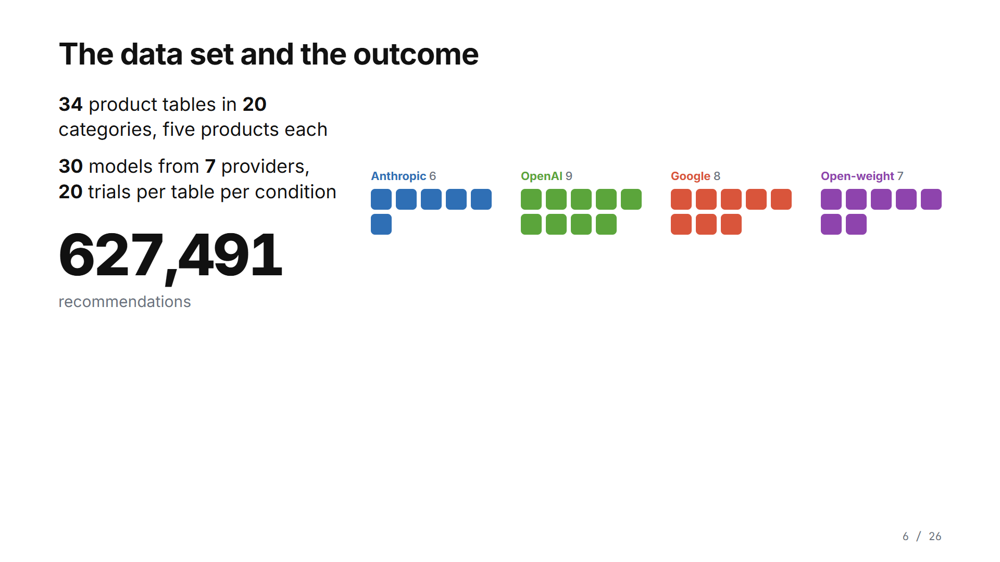 The data set and the outcome
34 product tables in 20
categories, five products each
30 models from 7 providers,
20 trials per table per condition
627,491
recommendations
Anthropic 6
OpenAI 9
Google 8
Open-weight 7
6 / 26